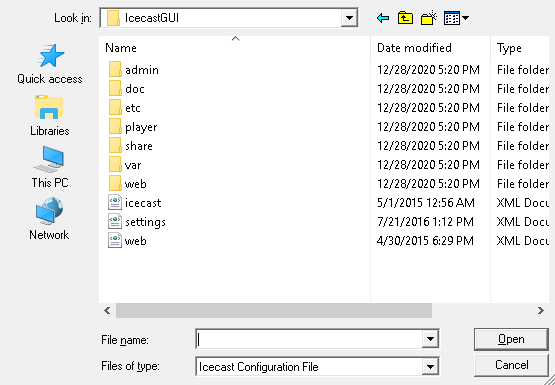 Look in: IcecastGUI
Name Date modified Type
Quick access
Libraries
This PC
Network
admin 12/28/2020 5:20 PM File folder
doc 12/28/2020 5:20 PM File folder
etc 12/28/2020 5:20 PM File folder
player 12/28/2020 5:20 PM File folder
share 12/28/2020 5:20 PM File folder
var 12/28/2020 5:20 PM File folder
web 12/28/2020 5:20 PM File folder
icecast 5/1/2015 12:56 AM XML Docu
settings 7/21/2016 1:12 PM XML Docu
web 4/30/2015 6:29 PM XML Docu
File name: Open
Files of type: Icecast Configuration File Cancel